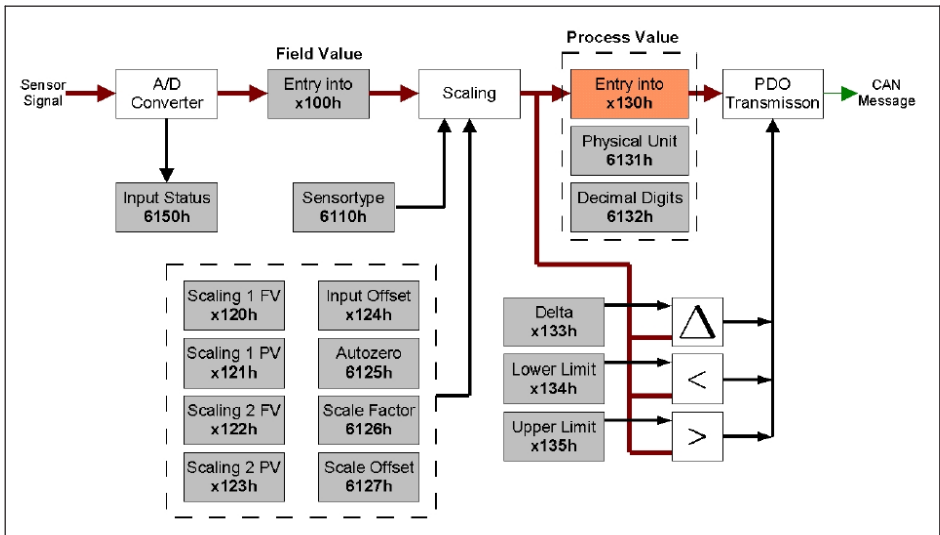 Field Value
Process Value
Sensor
Signal
A/D
Converter
Entry into
x100h
Scaling
Entry into
x130h
PDO
Transmisson
CAN
Message
Physical Unit
6131h
Decimal Digits
6132h
Input Status
6150h
Sensortype
6110h
Scaling 1 FV
x120h
Input Offset
x124h
Scaling 1 PV
x121h
Autozero
6125h
Scaling 2 FV
x122h
Scale Factor
6126h
Scaling 2 PV
x123h
Scale Offset
6127h
Delta
x133h
Δ
Lower Limit
x134h
<
Upper Limit
x135h
>